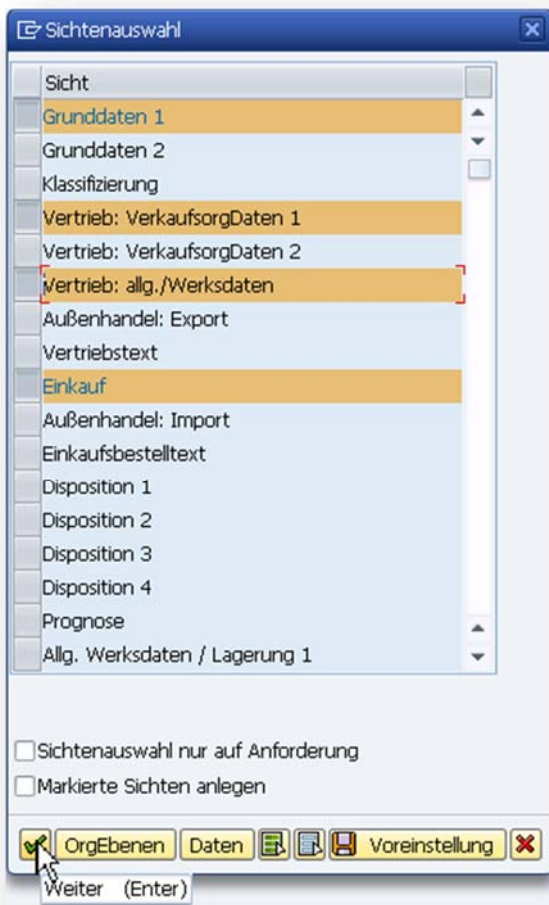 Sichtenauswahl
Sicht
Grunddaten 1
Grunddaten 2
Klassifizierung
Vertrieb: VerkaufsorgDaten 1
Vertrieb: VerkaufsorgDaten 2
Vertrieb: allg./Werksdaten
Außenhandel: Export
Vertriebstext
Einkauf
Außenhandel: Import
Einkaufsbestelltext
Disposition 1
Disposition 2
Disposition 3
Disposition 4
Prognose
Allg. Werksdaten / Lagerung 1
Sichtenauswahl nur auf Anforderung
Markierte Sichten anlegen
OrgEbenen Daten Voreinstellung
Weiter (Enter)